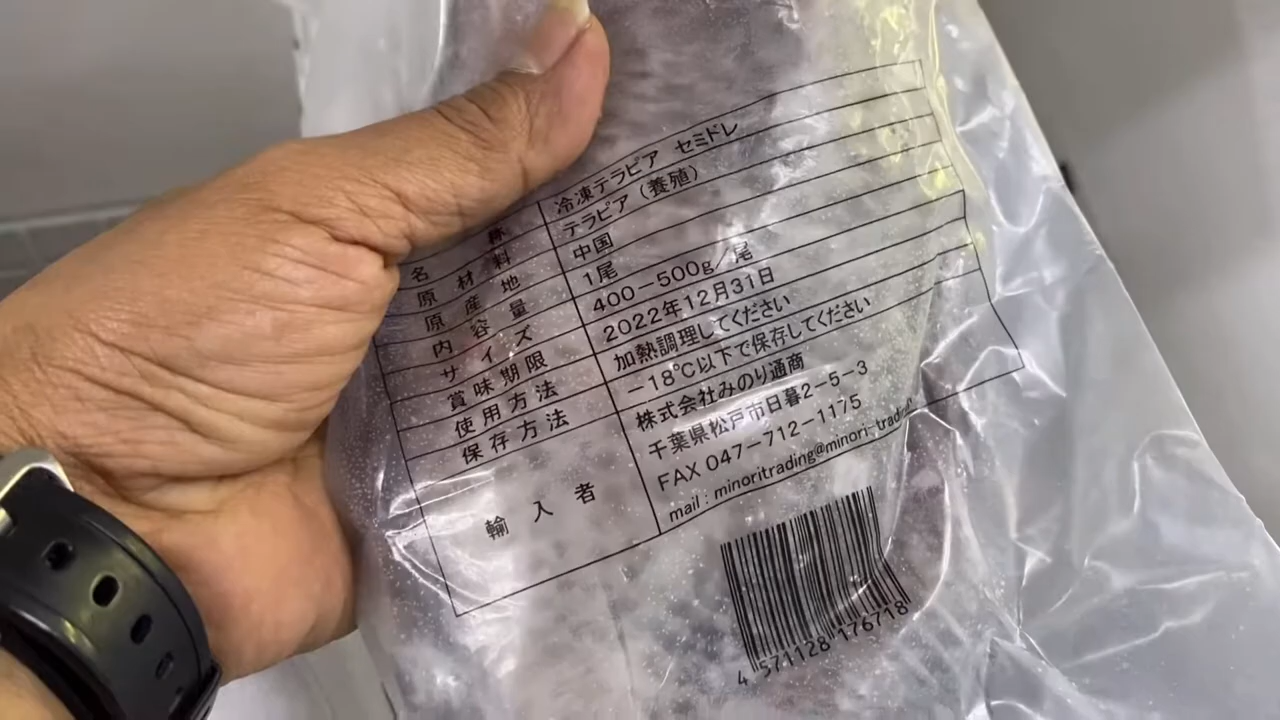 名称 冷凍テラピア セミドレ
原材料 テラピア（養殖）
原産地 中国
内容量 1尾
サイズ 400－500g／尾
賞味期限 2022年12月31日
使用方法 加熱調理してください
保存方法 －18℃以下で保存してください
輸入者 株式会社みのり通商
千葉県松戸市日暮2－5－3
FAX 047－712－1175
mail：minoritrading@minori-trading
4 571128 176718